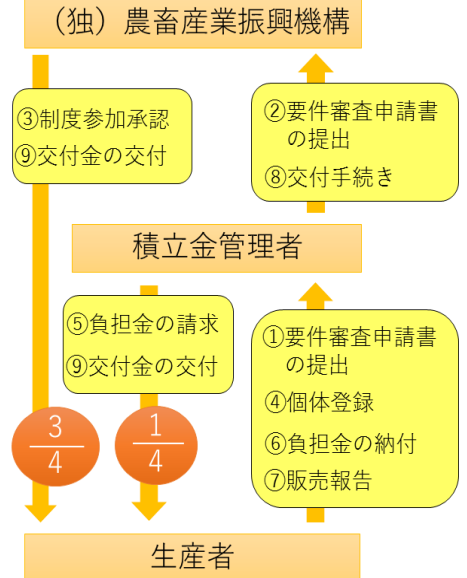 （独）農畜産業振興機構
③制度参加承認
⑨交付金の交付
②要件審査申請書
の提出
⑧交付手続き
積立金管理者
⑤負担金の請求
⑨交付金の交付
①要件審査申請書
の提出
④個体登録
⑥負担金の納付
⑦販売報告
3
4
1
4
生産者